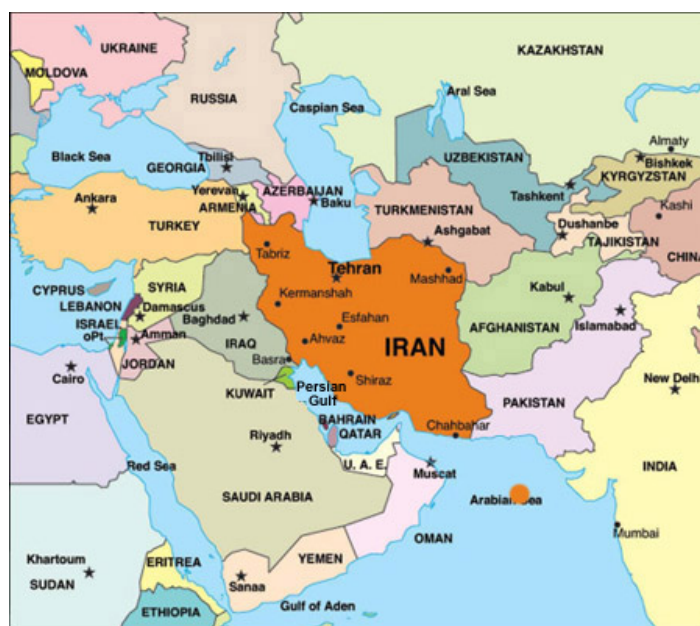 UKRAINE
KAZAKHSTAN
MOLDOVA
RUSSIA
Aral Sea
Caspian Sea
Almaty
Black Sea
Tbilisi
GEORGIA
UZBEKISTAN
Bishkek
KYRGYZSTAN
Yerevan
AZERBAIJAN
Tashkent
Ankara
ARMENIA
Baku
TURKMENISTAN
Kashi
Dushanbe
TURKEY
Ashgabat
TAJIKISTAN
Tabriz
CHINA
Tehran
Mashhad
CYPRUS
SYRIA
Kermanshah
Kabul
LEBANON
Damascus
Baghdad
Esfahan
Islamabad
ISRAEL
AFGHANISTAN
oPt.
Amman
IRAQ
Ahvaz
IRAN
JORDAN
Basra
Cairo
Shiraz
New Delhi
KUWAIT
Persian
Gulf
PAKISTAN
EGYPT
BAHRAIN
Chahbahar
QATAR
Riyadh
Red Sea
U. A. E.
Muscat
INDIA
SAUDI ARABIA
Arabian Sea
Mumbai
OMAN
Khartoum
YEMEN
ERITREA
SUDAN
Sanaa
Gulf of Aden
ETHIOPIA